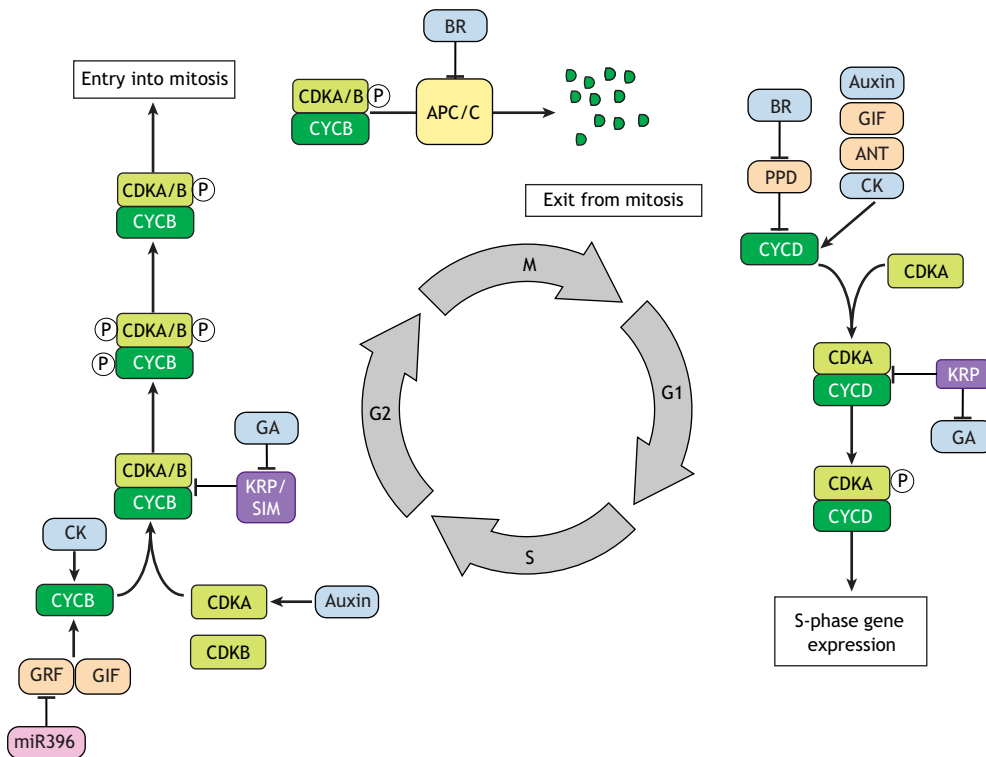 BR
Entry into mitosis
CDKA/B
P
CYCB
APC/C
Auxin
GIF
ANT
CK
BR
PPD
CYCD
CDKA
Exit from mitosis
CDKA/B
P
CYCB
M
G1
S
G2
P
CDKA/B
P
P
CYCB
CDKA
CYCD
KRP
GA
GA
CDKA/B
CYCB
KRP/
SIM
CDKA
P
CYCD
CK
CYCB
CDKA
Auxin
CDKB
S-phase gene
expression
GRF
GIF
miR396